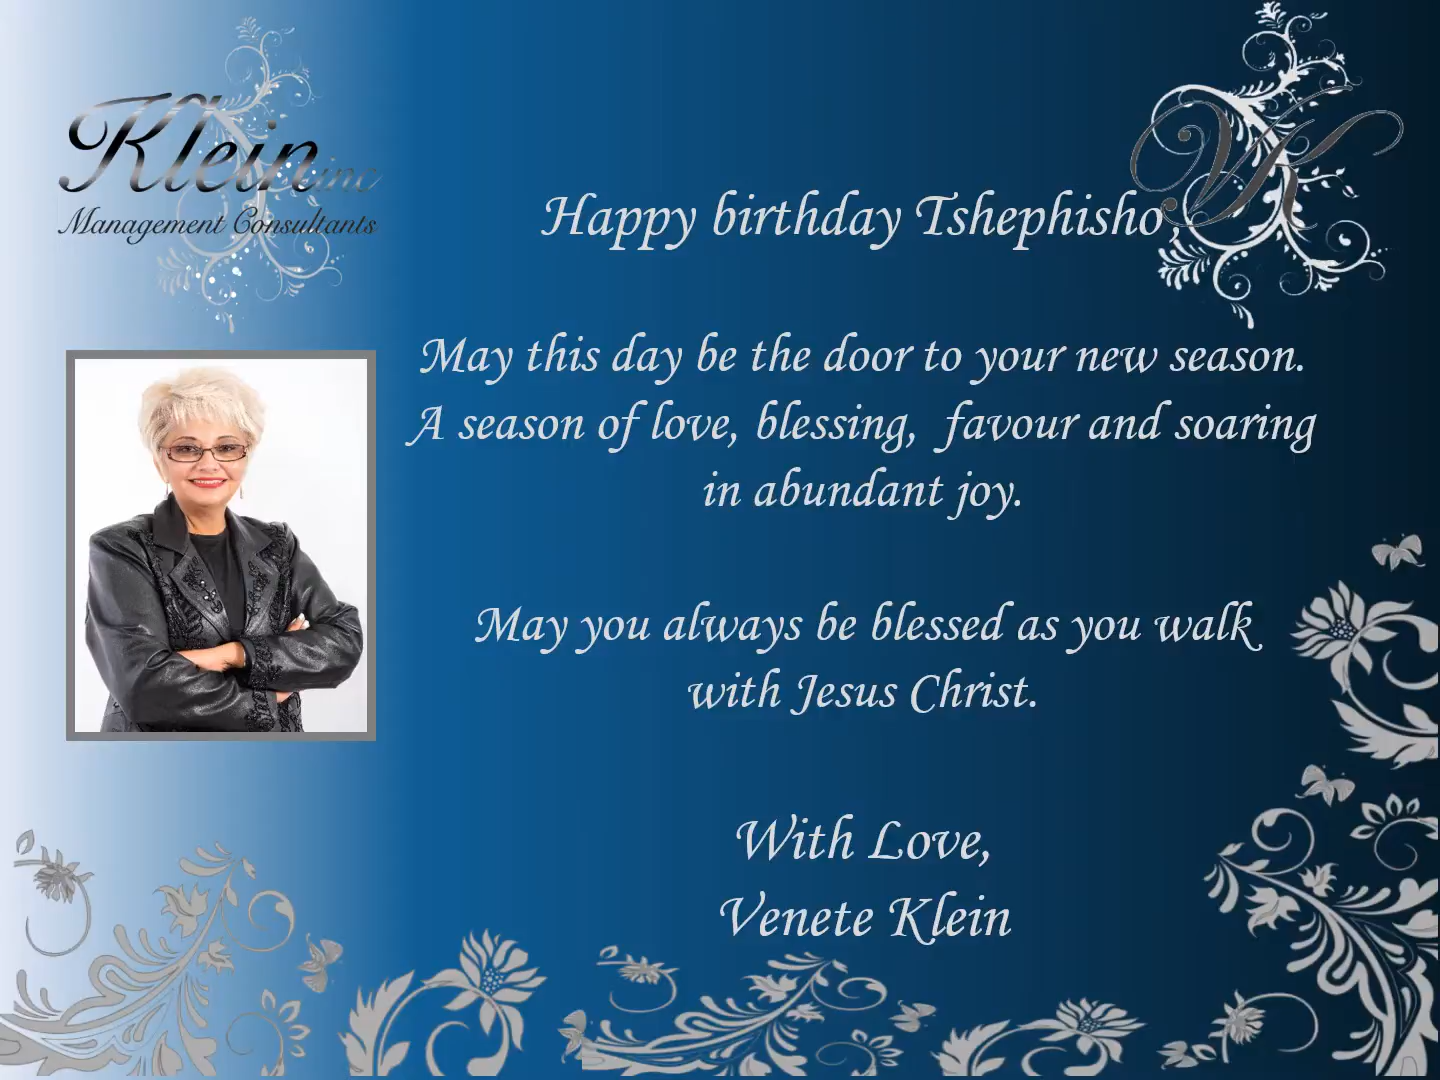 Klein inc
Management Consultants
VK
Happy birthday Tshephisho,
May this day be the door to your new season.
A season of love, blessing,  favour and soaring
in abundant joy.
May you always be blessed as you walk
with Jesus Christ.
With Love,
Venete Klein